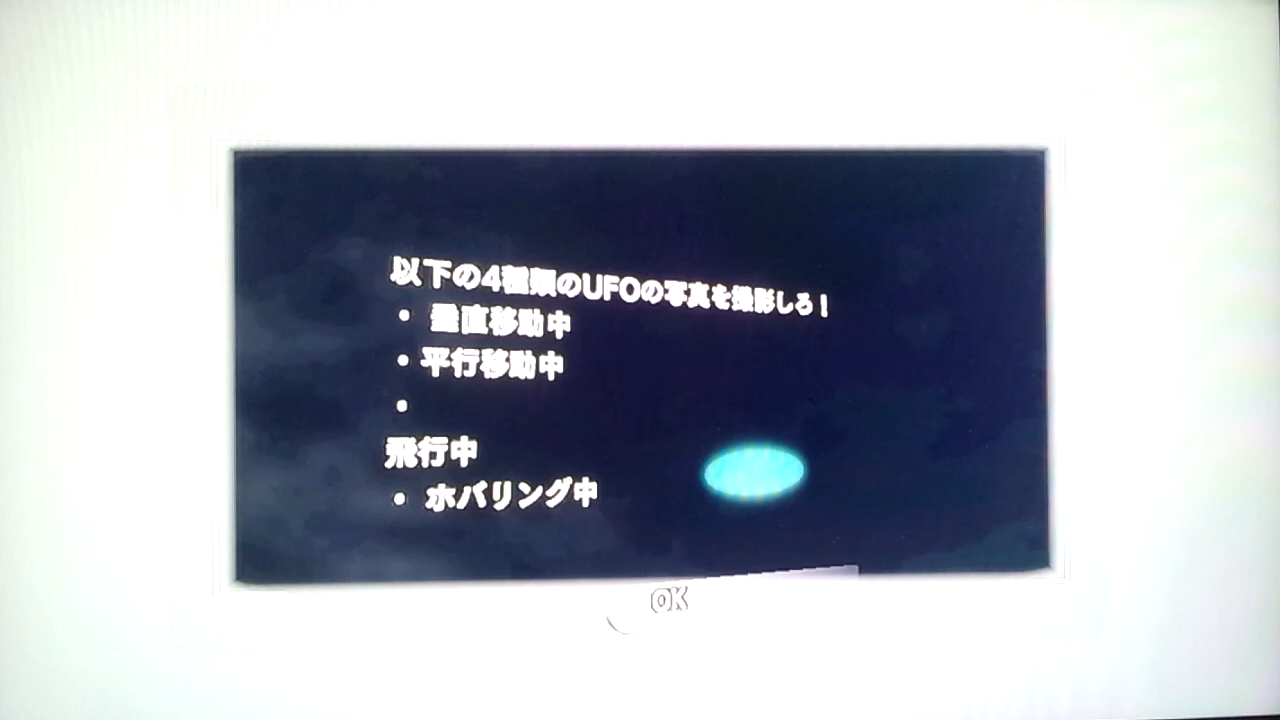 以下の4種類のUFOの写真を撮影しろ！
・ 垂直移動中
・ 平行移動中
・
飛行中
・ ホバリング中
OK